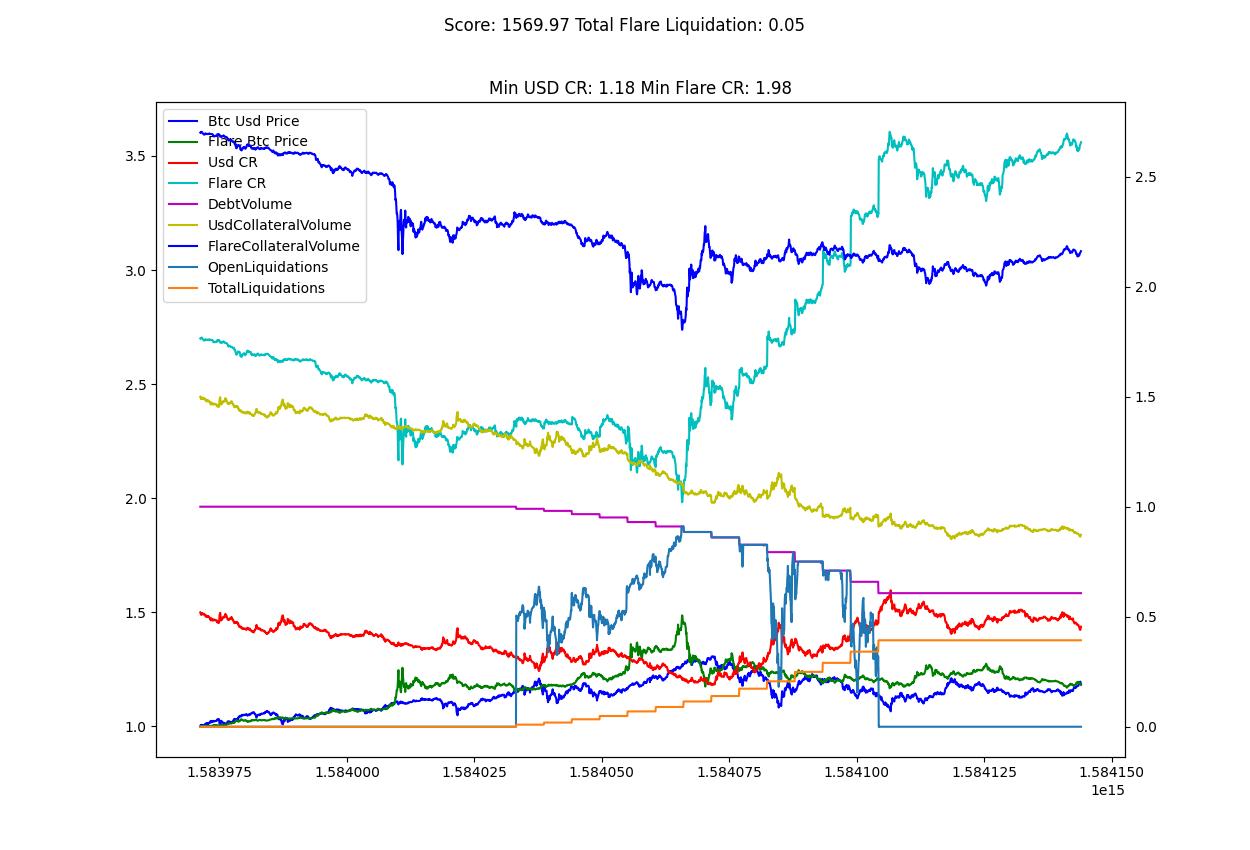 Score: 1569.97 Total Flare Liquidation: 0.05
Min USD CR: 1.18 Min Flare CR: 1.98
Btc Usd Price
Flare Btc Price
Usd CR
Flare CR
DebtVolume
UsdCollateralVolume
FlareCollateralVolume
OpenLiquidations
TotalLiquidations
3.5
3.0
2.5
2.0
1.5
1.0
2.5
2.0
1.5
1.0
0.5
0.0
1.583975 1.584000 1.584025 1.584050 1.584075 1.584100 1.584125 1.584150
1e15